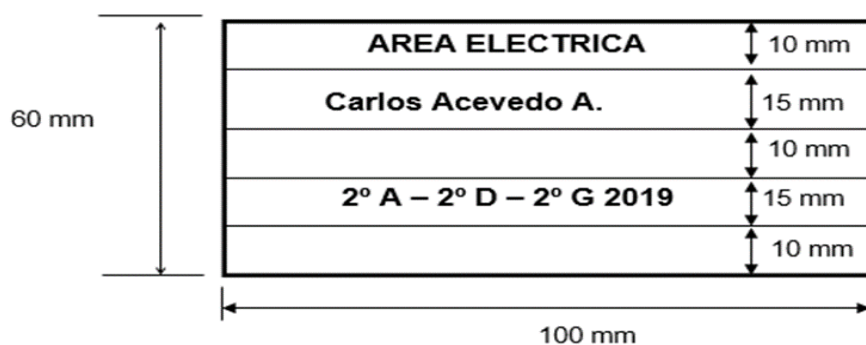 AREA ELECTRICA 10 mm
Carlos Acevedo A. 15 mm
60 mm
10 mm
2º A – 2º D – 2º G 2019 15 mm
10 mm
100 mm